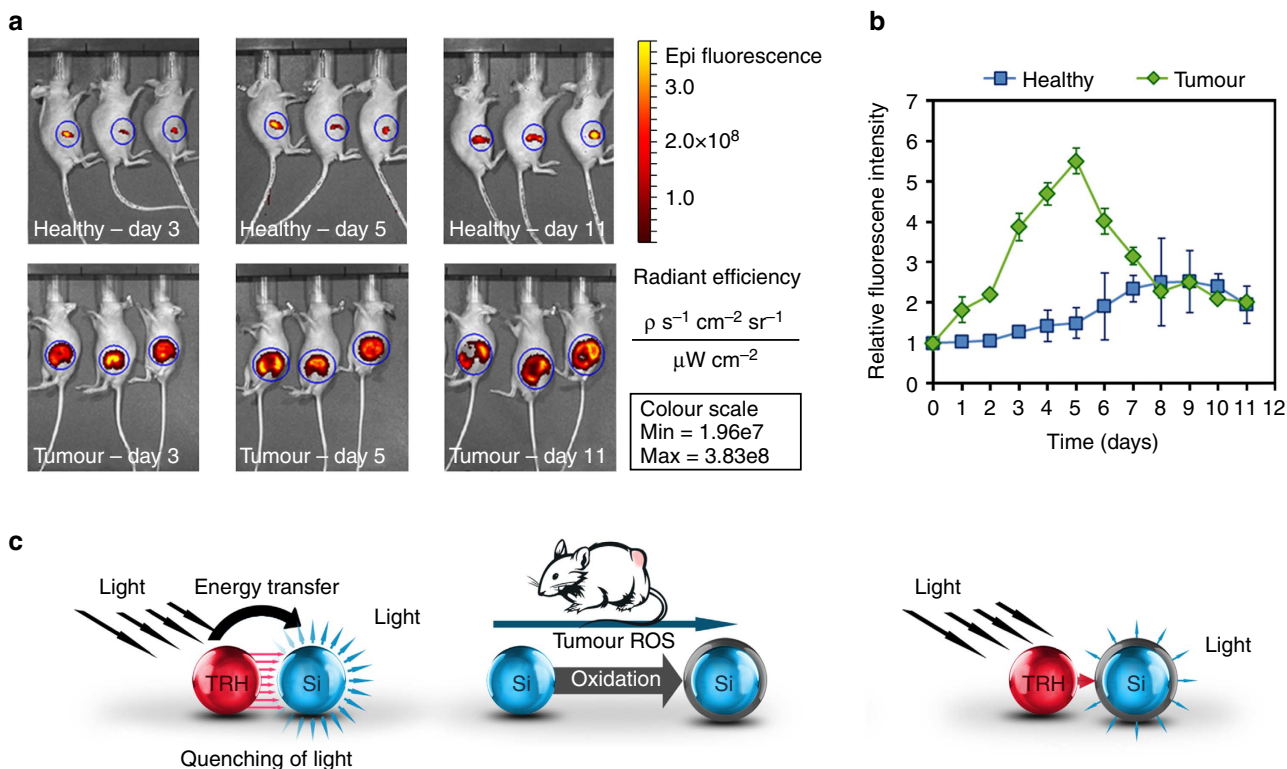 a
Healthy – day 3
Healthy – day 5
Healthy – day 11
Tumour – day 3
Tumour – day 5
Tumour – day 11
Epi fluorescence
3.0
2.0×10⁸
1.0
Radiant efficiency
ρ s⁻¹ cm⁻² sr⁻¹
μW cm⁻²
Colour scale
Min = 1.96e7
Max = 3.83e8
b
Healthy Tumour
Relative fluorescene intensity
7
6
5
4
3
2
1
0
0 1 2 3 4 5 6 7 8 9 10 11 12
Time (days)
c
Light
Energy transfer
Light
TRH
Si
Quenching of light
Tumour ROS
Si
Oxidation
Si
Light
Light
TRH
Si